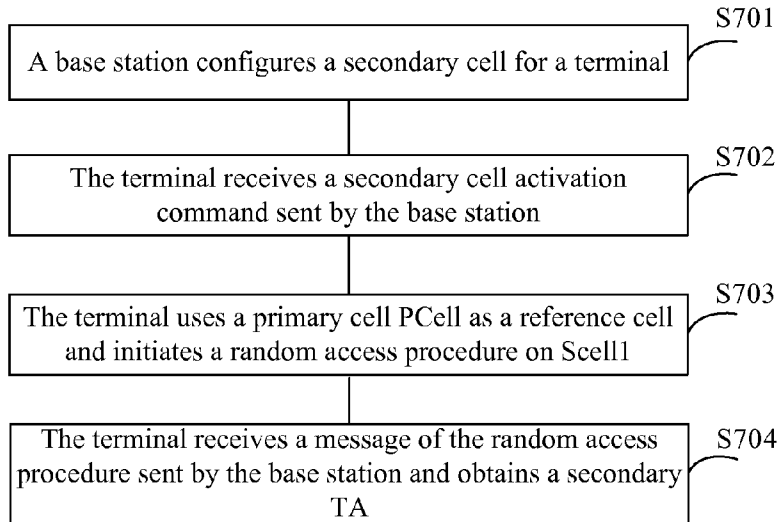 S701
A base station configures a secondary cell for a terminal
S702
The terminal receives a secondary cell activation
command sent by the base station
S703
The terminal uses a primary cell PCell as a reference cell
and initiates a random access procedure on Scell1
S704
The terminal receives a message of the random access
procedure sent by the base station and obtains a secondary
TA